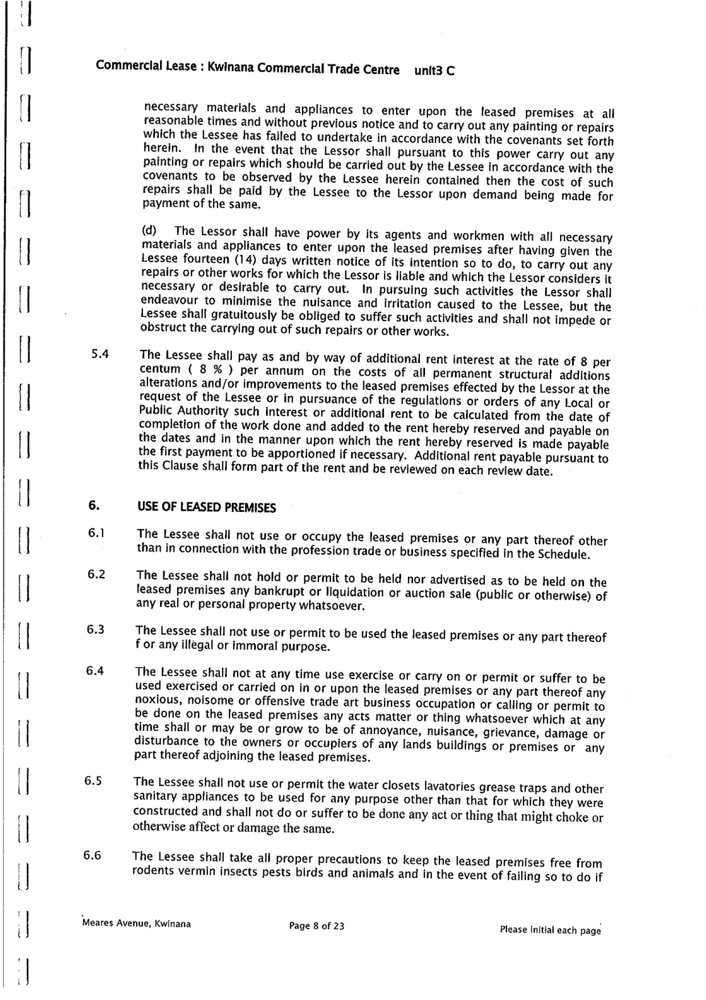 Commercial Lease : Kwinana Commercial Trade Centre unit3 C
necessary materials and appliances to enter upon the leased premises at all
reasonable times and without previous notice and to carry out any painting or repairs
which the Lessee has failed to undertake in accordance with the covenants set forth
herein. In the event that the Lessor shall pursuant to this power carry out any
painting or repairs which should be carried out by the Lessee in accordance with the
covenants to be observed by the Lessee herein contained then the cost of such
repairs shall be paid by the Lessee to the Lessor upon demand being made for
payment of the same.
(d) The Lessor shall have power by its agents and workmen with all necessary
materials and appliances to enter upon the leased premises after having given the
Lessee fourteen (14) days written notice of its intention so to do, to carry out any
repairs or other works for which the Lessor is liable and which the Lessor considers it
necessary or desirable to carry out. In pursuing such activities the Lessor shall
endeavour to minimise the nuisance and irritation caused to the Lessee, but the
Lessee shall gratuitously be obliged to suffer such activities and shall not impede or
obstruct the carrying out of such repairs or other works.
5.4 The Lessee shall pay as and by way of additional rent interest at the rate of 8 per
centum ( 8 % ) per annum on the costs of all permanent structural additions
alterations and/or improvements to the leased premises effected by the Lessor at the
request of the Lessee or in pursuance of the regulations or orders of any Local or
Public Authority such interest or additional rent to be calculated from the date of
completion of the work done and added to the rent hereby reserved and payable on
the dates and in the manner upon which the rent hereby reserved is made payable
the first payment to be apportioned if necessary. Additional rent payable pursuant to
this Clause shall form part of the rent and be reviewed on each review date.
6. USE OF LEASED PREMISES
6.1 The Lessee shall not use or occupy the leased premises or any part thereof other
than in connection with the profession trade or business specified in the Schedule.
6.2 The Lessee shall not hold or permit to be held nor advertised as to be held on the
leased premises any bankrupt or liquidation or auction sale (public or otherwise) of
any real or personal property whatsoever.
6.3 The Lessee shall not use or permit to be used the leased premises or any part thereof
f or any illegal or immoral purpose.
6.4 The Lessee shall not at any time use exercise or carry on or permit or suffer to be
used exercised or carried on in or upon the leased premises or any part thereof any
noxious, noisome or offensive trade art business occupation or calling or permit to
be done on the leased premises any acts matter or thing whatsoever which at any
time shall or may be or grow to be of annoyance, nuisance, grievance, damage or
disturbance to the owners or occupiers of any lands buildings or premises or any
part thereof adjoining the leased premises.
6.5 The Lessee shall not use or permit the water closets lavatories grease traps and other
sanitary appliances to be used for any purpose other than that for which they were
constructed and shall not do or suffer to be done any act or thing that might choke or
otherwise affect or damage the same.
6.6 The Lessee shall take all proper precautions to keep the leased premises free from
rodents vermin insects pests birds and animals and in the event of failing so to do if
Meares Avenue, Kwinana Page 8 of 23 Please initial each page